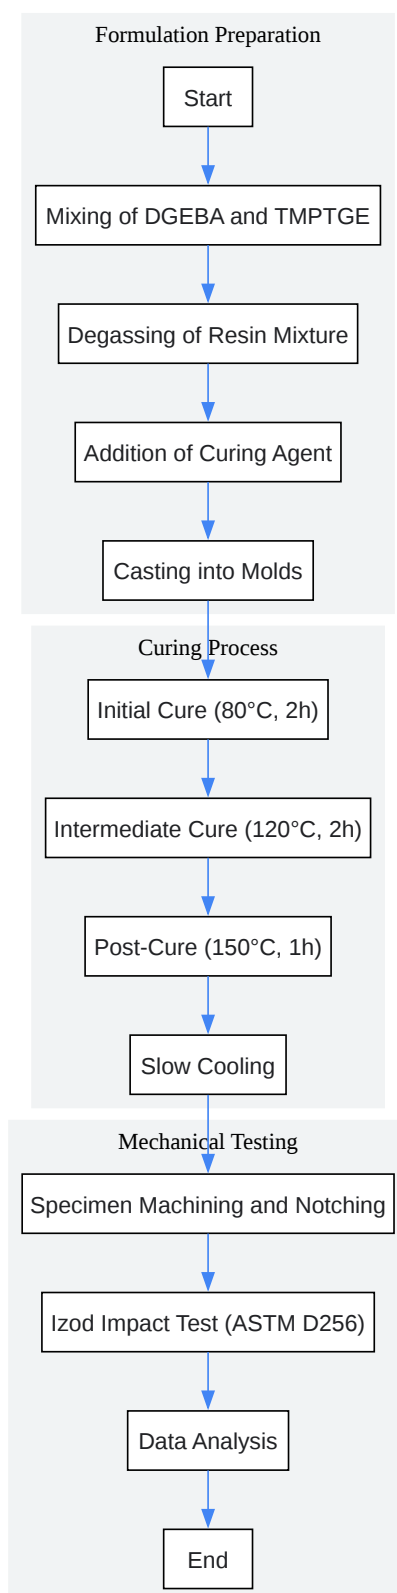 Formulation Preparation
Start
Mixing of DGEBA and TMPTGE
Degassing of Resin Mixture
Addition of Curing Agent
Casting into Molds
Curing Process
Initial Cure (80°C, 2h)
Intermediate Cure (120°C, 2h)
Post-Cure (150°C, 1h)
Slow Cooling
Mechanical Testing
Specimen Machining and Notching
Izod Impact Test (ASTM D256)
Data Analysis
End